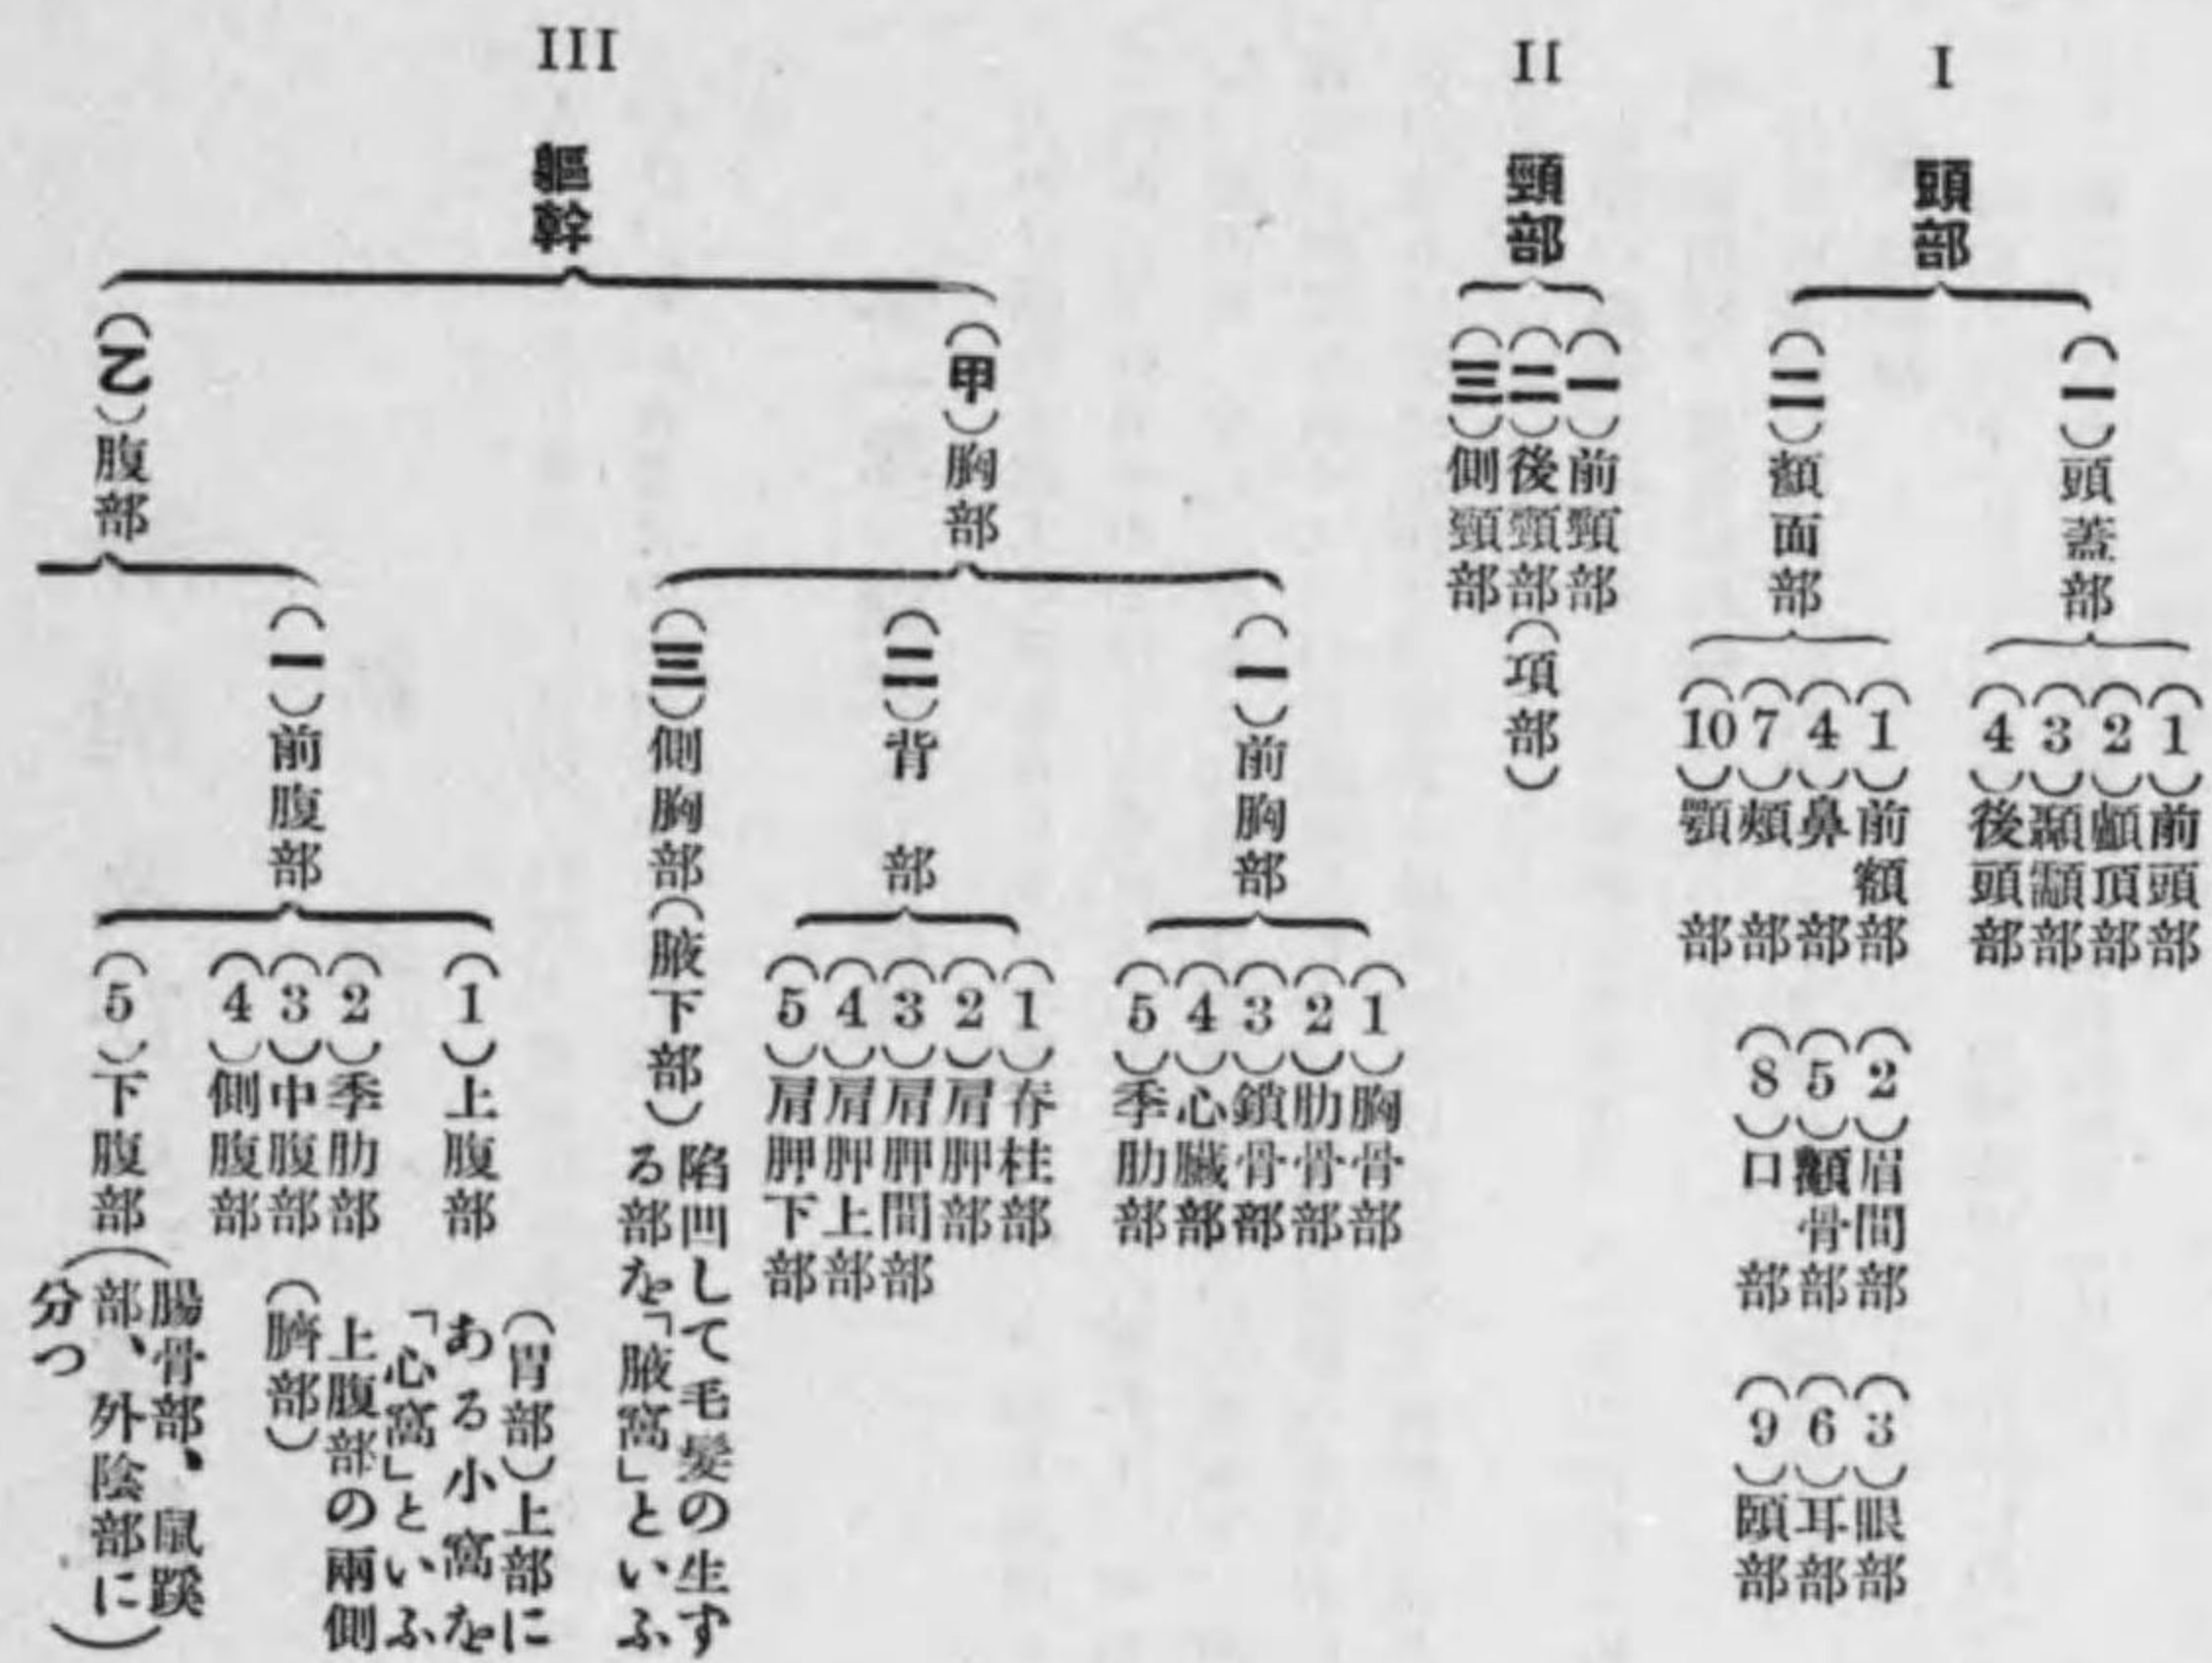 I 頭部
(一)頭蓋部
(1)前頭部
(2)顱頂部
(3)顳顬部
(4)後頭部
(二)顔面部
(1)前額部 (2)眉間部 (3)眼部
(4)鼻部 (5)顴骨部 (6)耳部
(7)頰部 (8)口部 (9)頤部
(10)顎部
II 頸部
(一)前頸部
(二)後頸部(項部)
(三)側頸部
III 軀幹
(甲)胸部
(一)前胸部
(1)胸骨部
(2)肋骨部
(3)鎖骨部
(4)心臟部
(5)季肋部
(二)背部
(1)脊柱部
(2)肩胛部
(3)肩胛間部
(4)肩胛上部
(5)肩胛下部
(三)側胸部(腋下部)
陷凹して毛髮の生ず
る部を「腋窩」といふ
(乙)腹部
(一)前腹部
(1)上腹部
(胃部)上部に
ある小窩を
「心窩」といふ
(2)季肋部 上腹部の兩側
(3)中腹部(臍部)
(4)側腹部
(5)下腹部
(腸骨部、鼠蹊
部、外陰部に
分つ)